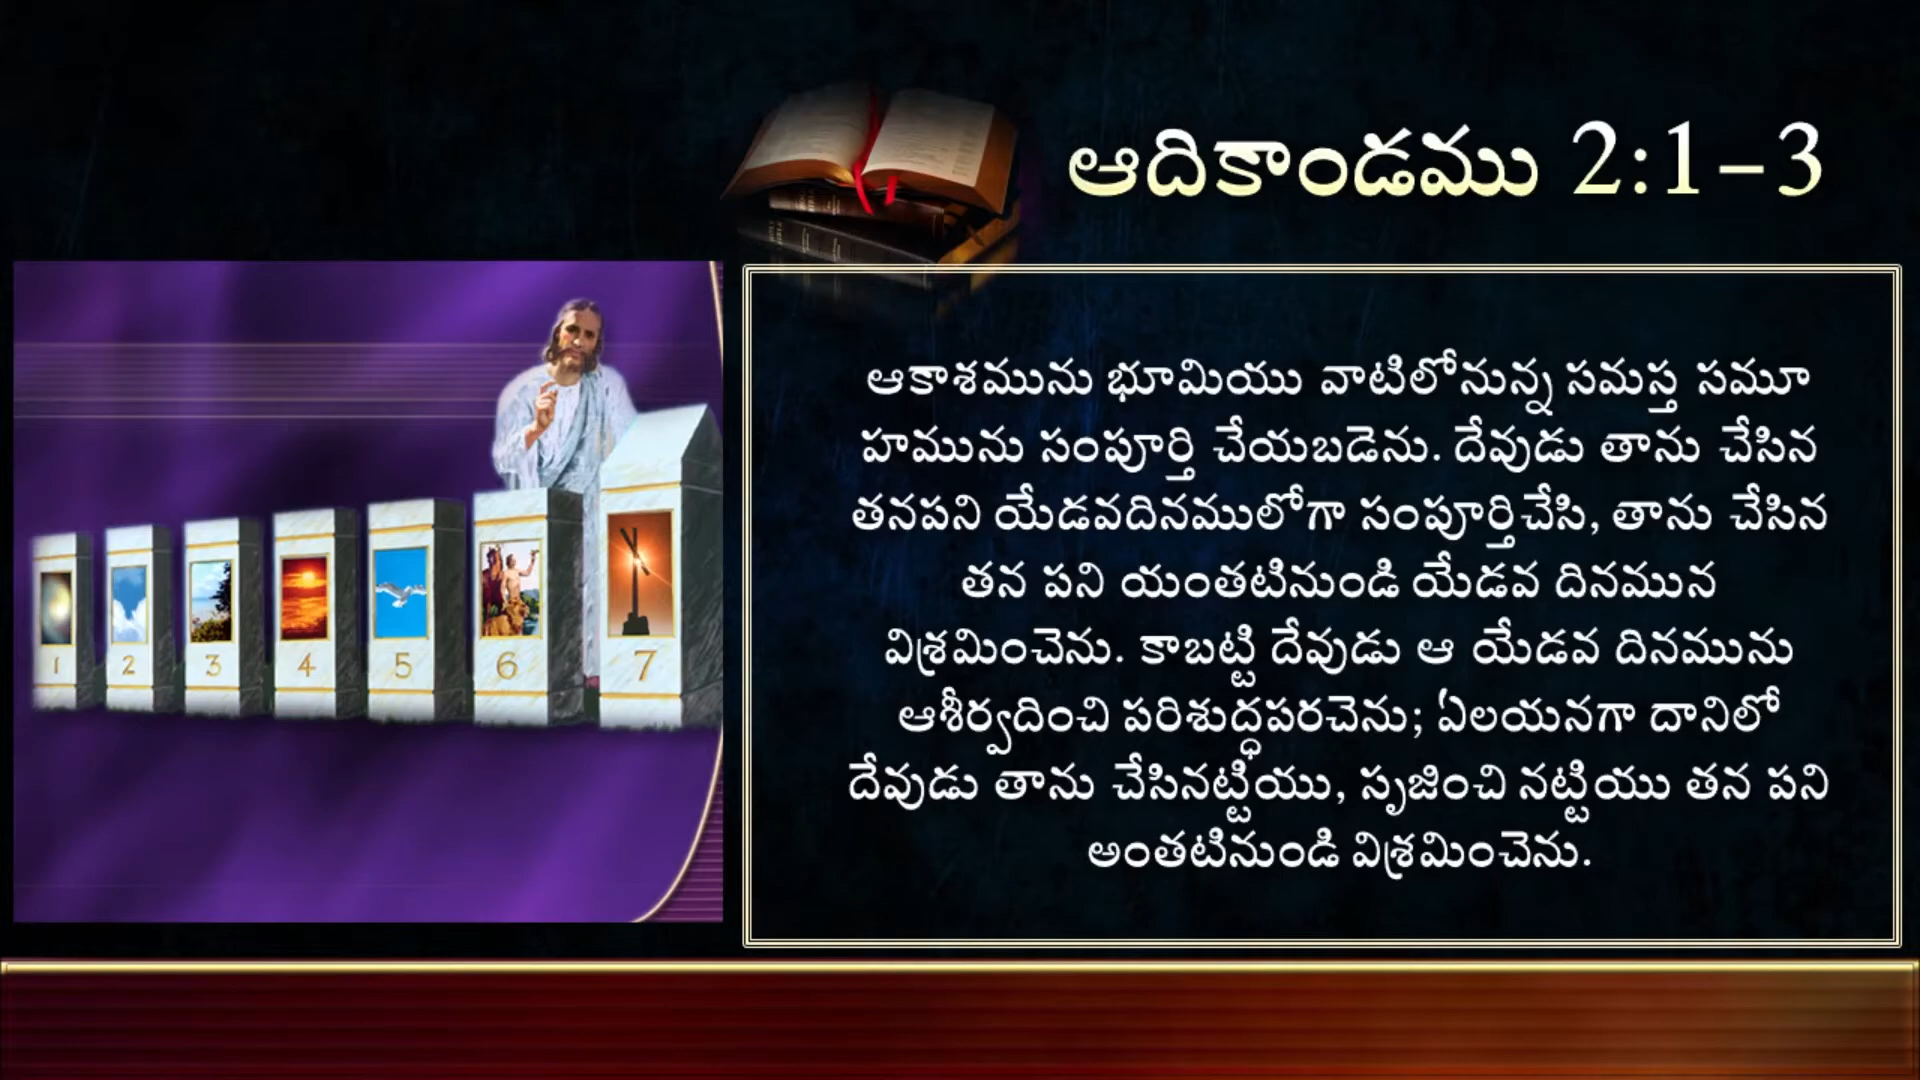 ఆదికాండము 2:1-3
ఆకాశమును భూమియు వాటిలోనున్న సమస్త సమూ
హమును సంపూర్తి చేయబడెను. దేవుడు తాను చేసిన
తనపని యేడవదినములోగా సంపూర్తిచేసి, తాను చేసిన
తన పని యంతటినుండి యేడవ దినమున
విశ్రమించెను. కాబట్టి దేవుడు ఆ యేడవ దినమును
ఆశీర్వదించి పరిశుద్ధపరచెను; ఏలయనగా దానిలో
దేవుడు తాను చేసినట్టియు, సృజించి నట్టియు తన పని
అంతటినుండి విశ్రమించెను.
1 2 3 4 5 6 7